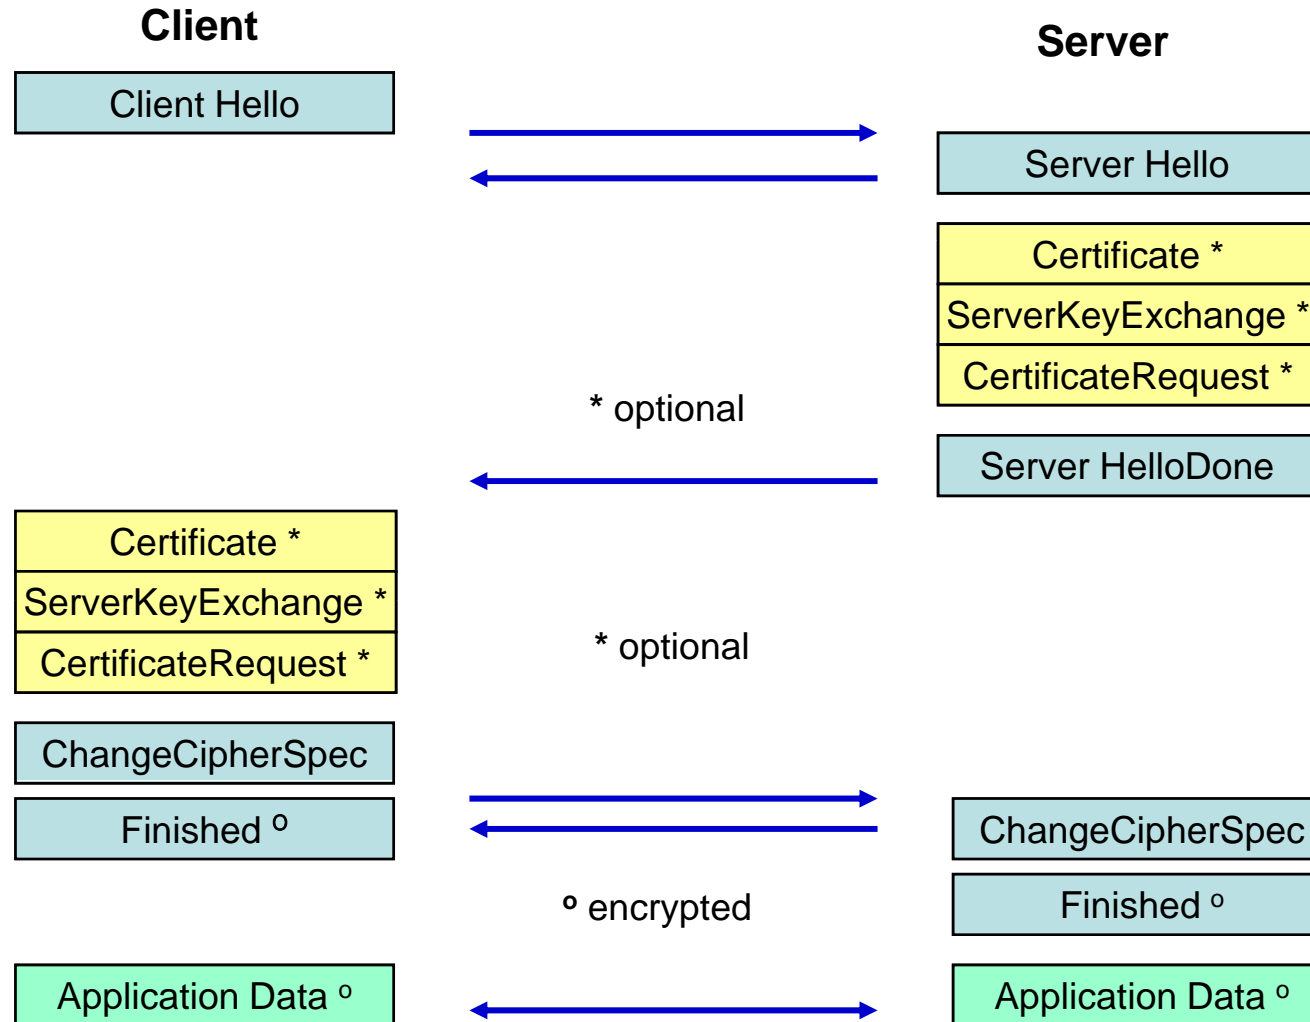 Client
Server
Client Hello
Server Hello
Certificate *
ServerKeyExchange *
CertificateRequest *
* optional
Server HelloDone
Certificate *
ServerKeyExchange *
CertificateRequest *
* optional
ChangeCipherSpec
Finished o
ChangeCipherSpec
o encrypted
Finished o
Application Data o
Application Data o